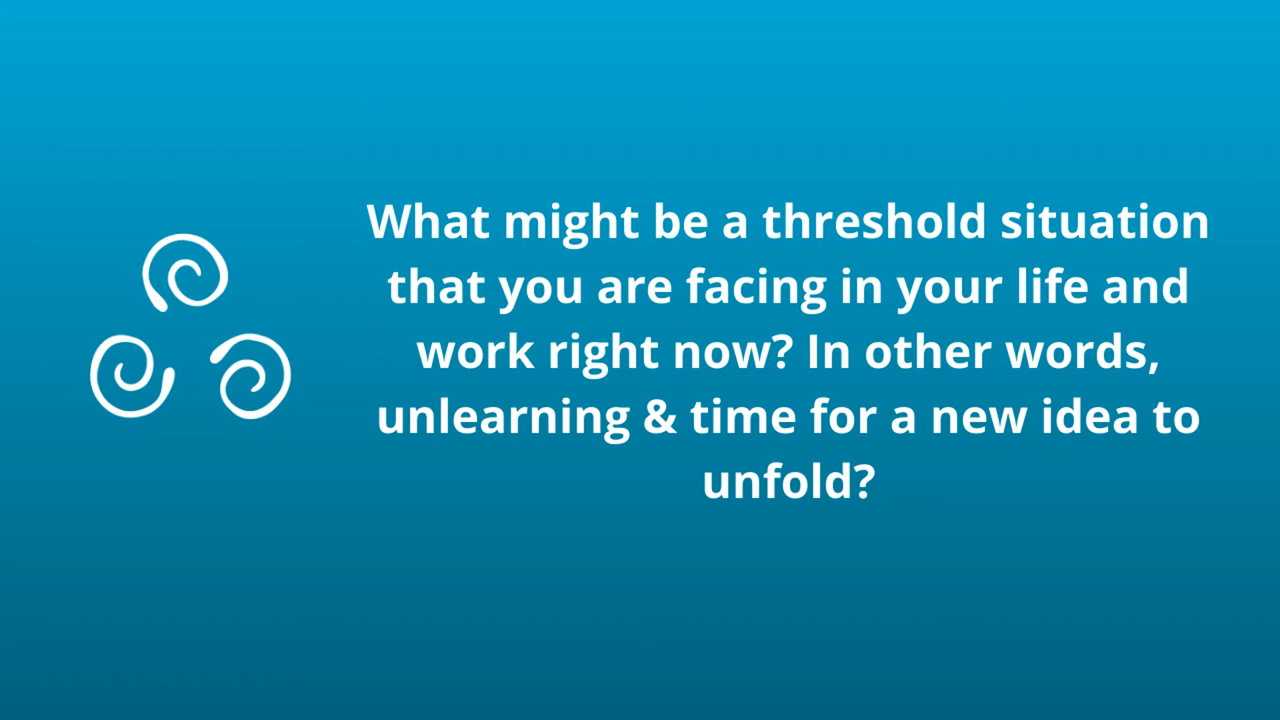 What might be a threshold situation
that you are facing in your life and
work right now? In other words,
unlearning & time for a new idea to
unfold?